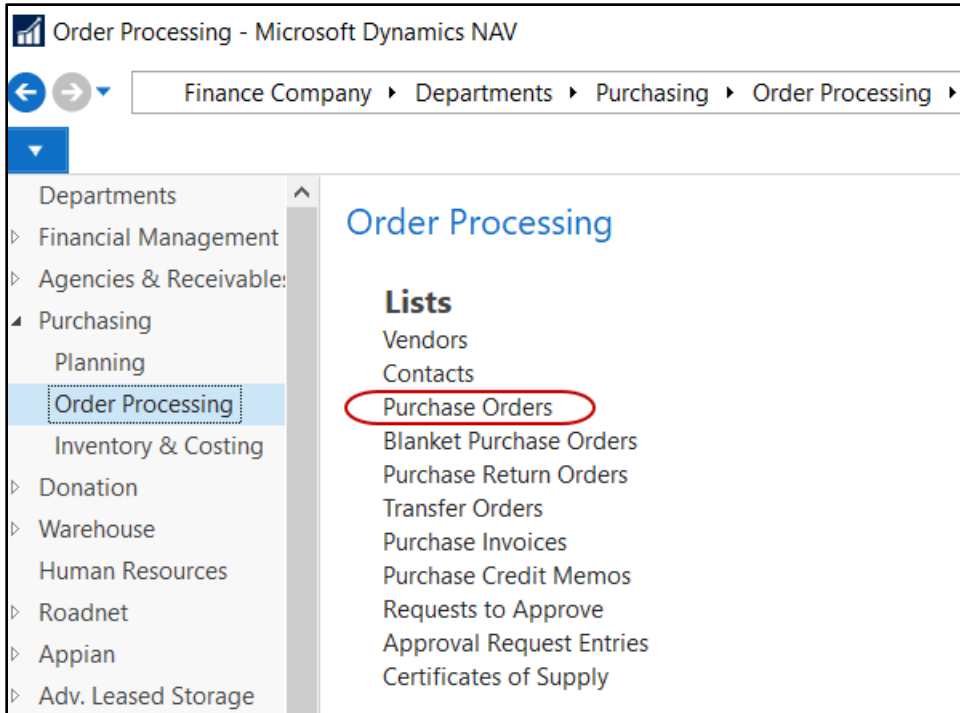 Order Processing - Microsoft Dynamics NAV
Finance Company Departments Purchasing Order Processing
Departments
Financial Management
Agencies & Receivables
Purchasing
Planning
Order Processing
Inventory & Costing
Donation
Warehouse
Human Resources
Roadnet
Appian
Adv. Leased Storage
Order Processing
Lists
Vendors
Contacts
Purchase Orders
Blanket Purchase Orders
Purchase Return Orders
Transfer Orders
Purchase Invoices
Purchase Credit Memos
Requests to Approve
Approval Request Entries
Certificates of Supply